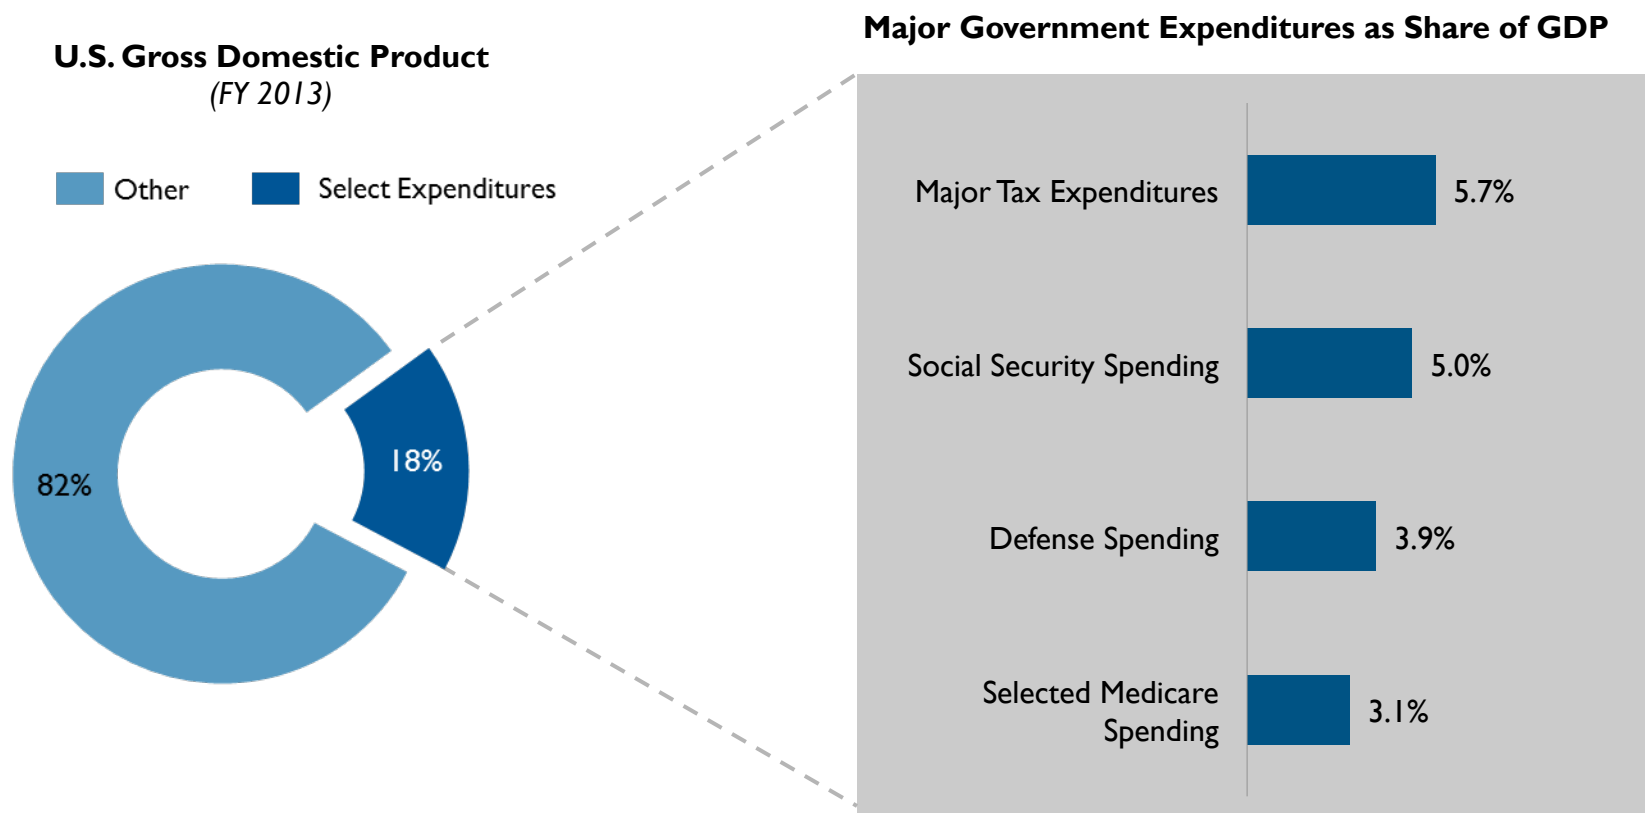 U.S. Gross Domestic Product
(FY 2013)
Other
Select Expenditures
82%
18%
Major Government Expenditures as Share of GDP
Major Tax Expenditures
5.7%
Social Security Spending
5.0%
Defense Spending
3.9%
Selected Medicare
Spending
3.1%